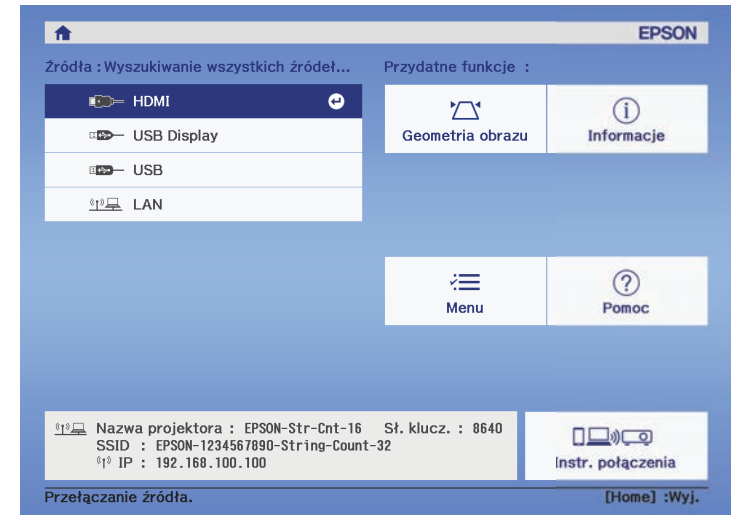 EPSON
Źródła : Wyszukiwanie wszystkich źródeł...
HDMI
USB Display
USB
LAN
Przydatne funkcje :
Geometria obrazu
Informacje
Menu
Pomoc
Nazwa projektora : EPSON-Str-Cnt-16 Sł. klucz. : 8640
SSID : EPSON-1234567890-String-Count-32
IP : 192.168.100.100
Instr. połączenia
Przełączanie źródła.
[Home] :Wyj.